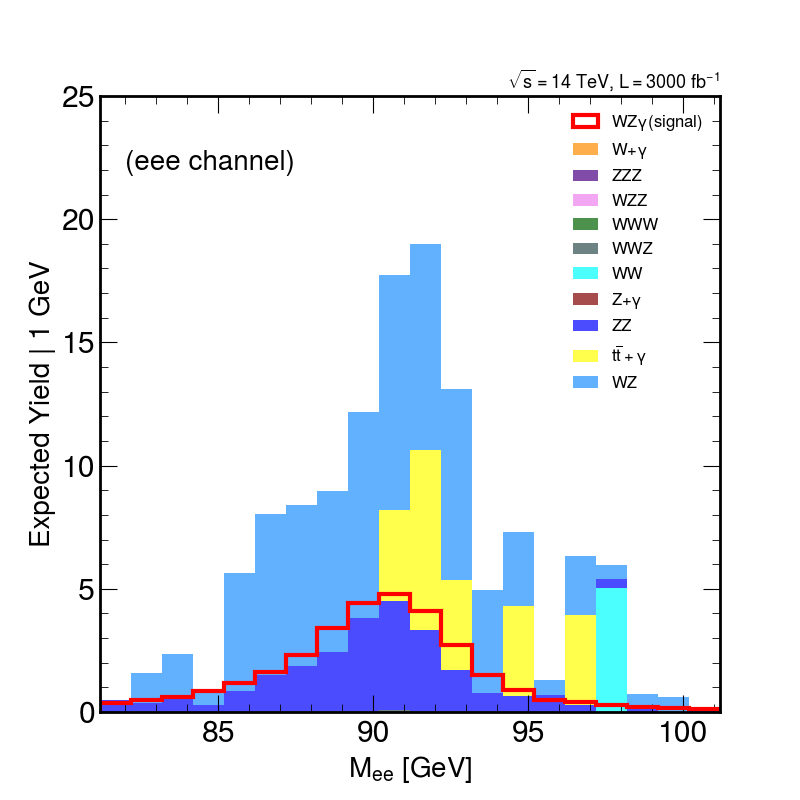 √s = 14 TeV, L = 3000 fb⁻¹
25
20
15
10
5
0
Expected Yield | 1 GeV
(eee channel)
WZγ(signal)
W+γ
ZZZ
WZZ
WWW
WWZ
WW
Z+γ
ZZ
tt̄+γ
WZ
85 90 95 100
Mₑₑ [GeV]